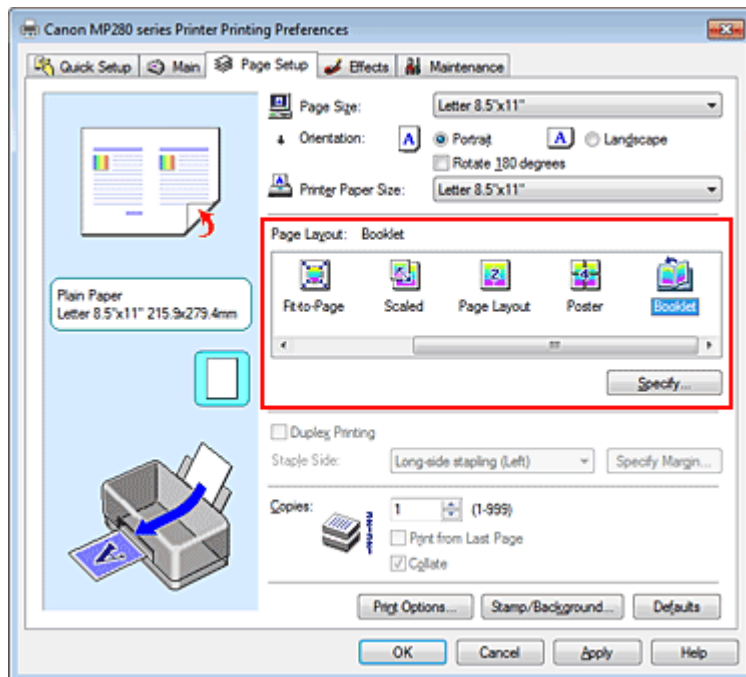 Canon MP280 series Printer Printing Preferences
Quick Setup Main Page Setup Effects Maintenance
Page Size: Letter 8.5"x11"
Orientation: A Portrait A Landscape
Rotate 180 degrees
Printer Paper Size: Letter 8.5"x11"
Page Layout: Booklet
Fit-to-Page Scaled Page Layout Poster Booklet
Specify...
Plain Paper
Letter 8.5"x11" 215.9x279.4mm
Duplex Printing
Staple Side: Long-side stapling (Left) Specify Margin...
Copies: 1 (1-999)
Print from Last Page
Collate
Print Options... Stamp/Background... Defaults
OK Cancel Apply Help